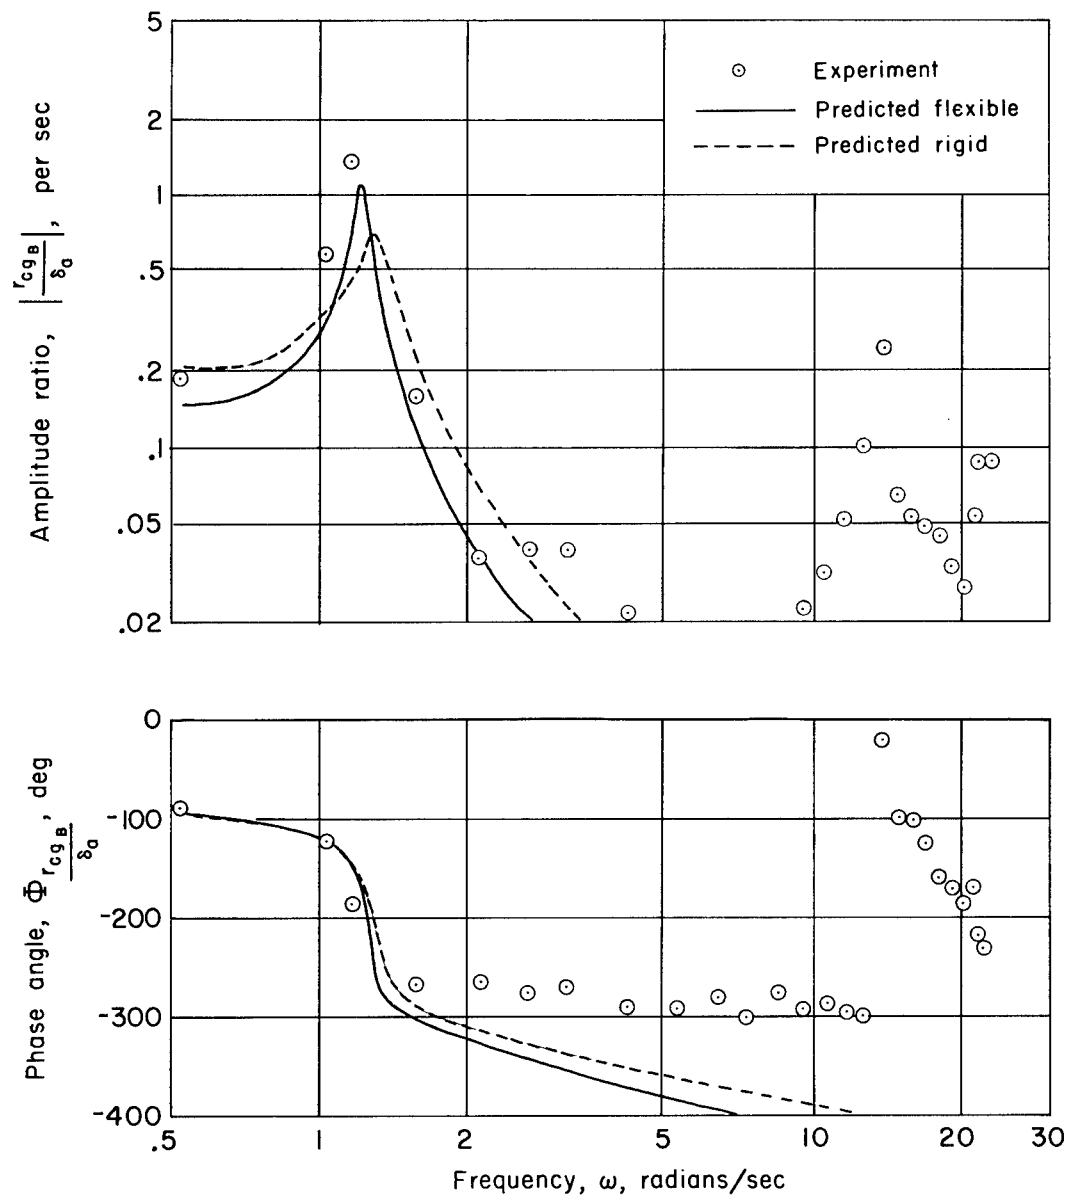 5
2
1
.5
.2
.1
.05
.02
Amplitude ratio, |r_cg_B / δ_a|, per sec
Experiment
Predicted flexible
Predicted rigid
0
-100
-200
-300
-400
Phase angle, Φ r_cg_B / δ_a, deg
.5 1 2 5 10 20 30
Frequency, ω, radians/sec